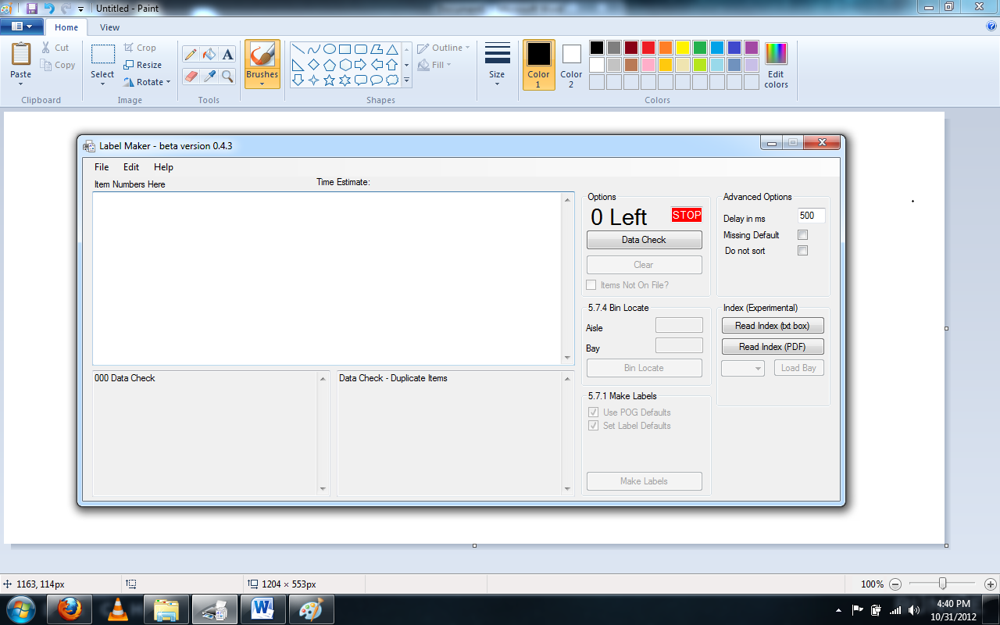 Untitled - Paint
Home
View
Paste
Cut
Copy
Clipboard
Select
Crop
Resize
Rotate
Image
A
Tools
Brushes
Outline
Fill
Shapes
Size
Color 1
Color 2
Edit colors
Colors
Label Maker - beta version 0.4.3
File Edit Help
Item Numbers Here
Time Estimate:
Options
0 Left
STOP
Data Check
Clear
Items Not On File?
Advanced Options
Delay in ms
500
Missing Default
Do not sort
5.7.4 Bin Locate
Aisle
Bay
Bin Locate
Index (Experimental)
Read Index (txt box)
Read Index (PDF)
Load Bay
000 Data Check
Data Check - Duplicate Items
5.7.1 Make Labels
Use POG Defaults
Set Label Defaults
Make Labels
1163, 114px
1204 × 553px
100%
W
4:40 PM
10/31/2012